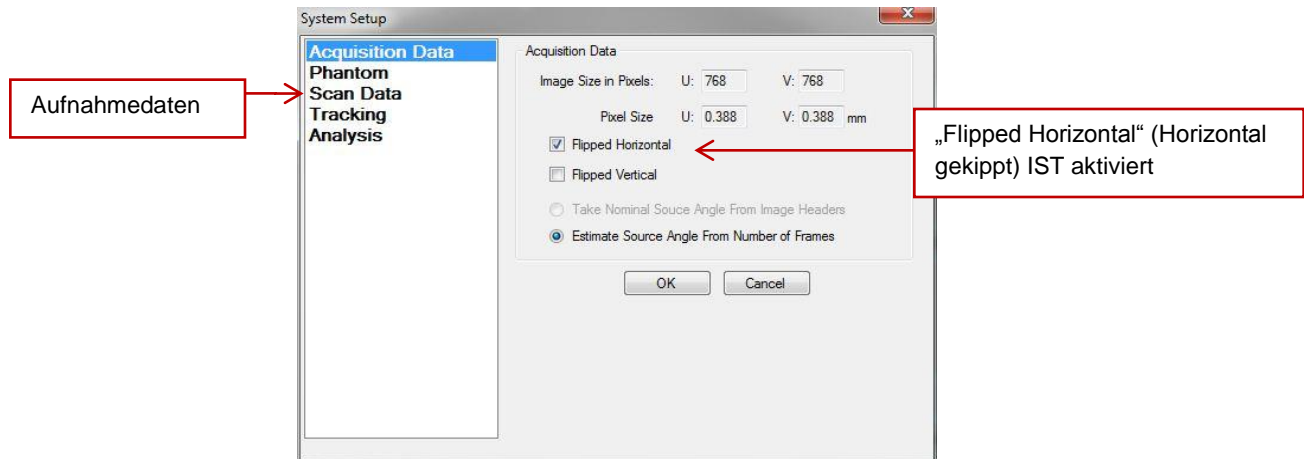 System Setup
Acquisition Data
Phantom
Scan Data
Tracking
Analysis
Aufnahmedaten
Acquisition Data
Image Size in Pixels: U: 768 V: 768
Pixel Size U: 0.388 V: 0.388 mm
Flipped Horizontal
Flipped Vertical
Take Nominal Souce Angle From Image Headers
Estimate Source Angle From Number of Frames
OK Cancel
„Flipped Horizontal“ (Horizontal
gekippt) IST aktiviert